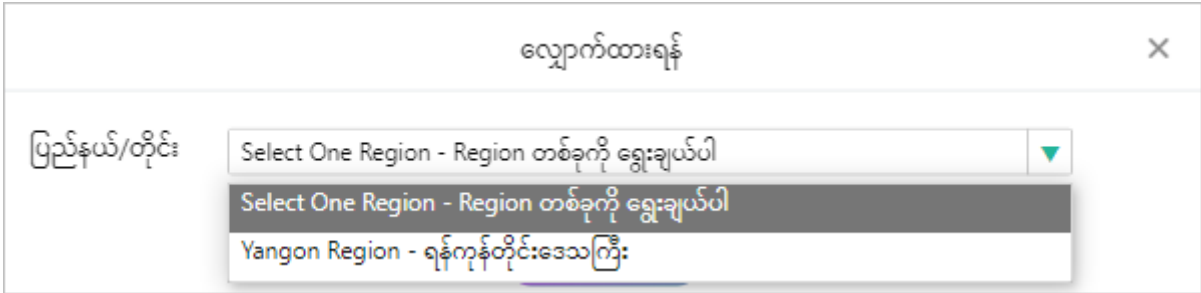 လျှောက်ထားရန်
ပြည်နယ်/တိုင်း
Select One Region - Region တစ်ခုကို ရွေးချယ်ပါ
Select One Region - Region တစ်ခုကို ရွေးချယ်ပါ
Yangon Region - ရန်ကုန်တိုင်းဒေသကြီး